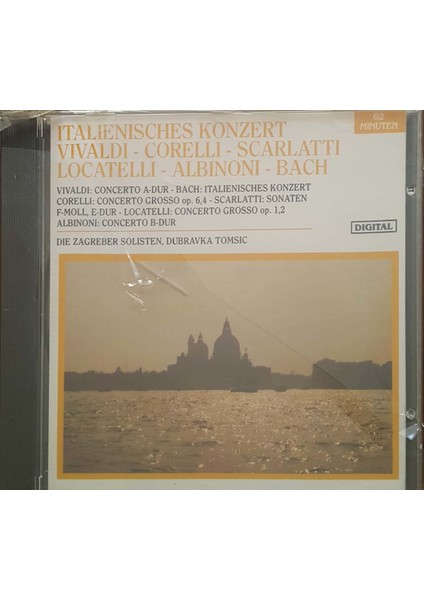 62
MINUTEN
ITALIENISCHES KONZERT
VIVALDI - CORELLI - SCARLATTI
LOCATELLI - ALBINONI - BACH
VIVALDI: CONCERTO A-DUR - BACH: ITALIENISCHES KONZERT
CORELLI: CONCERTO GROSSO op. 6,4 - SCARLATTI: SONATEN
F-MOLL, E-DUR - LOCATELLI: CONCERTO GROSSO op. 1,2
ALBINONI: CONCERTO B-DUR
DIGITAL
DIE ZAGREBER SOLISTEN, DUBRAVKA TOMSIC